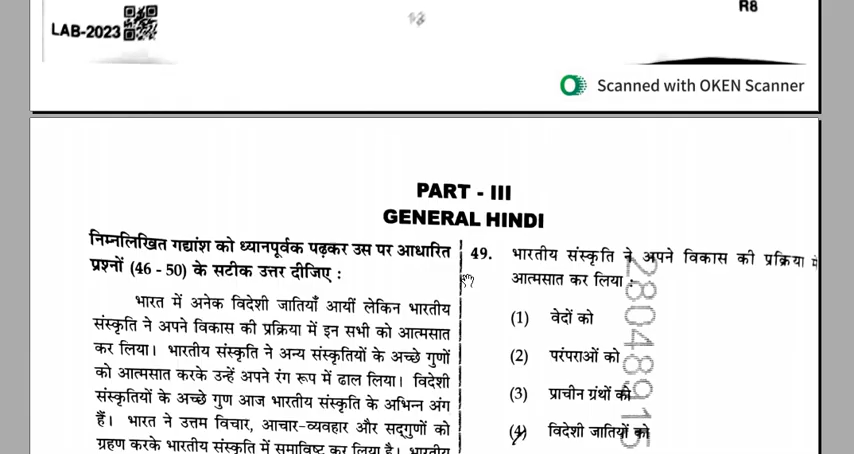 LAB-2023
R8
Scanned with OKEN Scanner
PART - III
GENERAL HINDI
निम्नलिखित गद्यांश को ध्यानपूर्वक पढ़कर उस पर आधारित
प्रश्नों (46 - 50) के सटीक उत्तर दीजिए :
भारत में अनेक विदेशी जातियाँ आयीं लेकिन भारतीय
संस्कृति ने अपने विकास की प्रक्रिया में इन सभी को आत्मसात
कर लिया। भारतीय संस्कृति ने अन्य संस्कृतियों के अच्छे गुणों
को आत्मसात करके उन्हें अपने रंग रूप में ढाल लिया। विदेशी
संस्कृतियों के अच्छे गुण आज भारतीय संस्कृति के अभिन्न अंग
हैं। भारत ने उत्तम विचार, आचार-व्यवहार और सद्गुणों को
ग्रहण करके भारतीय संस्कृति में समाविष्ट कर लिया है। भारतीय
49. भारतीय संस्कृति ने अपने विकास की प्रक्रिया में
आत्मसात कर लिया :
(1) वेदों को
(2) परंपराओं को
(3) प्राचीन ग्रंथों को
(4) विदेशी जातियों को
2804891